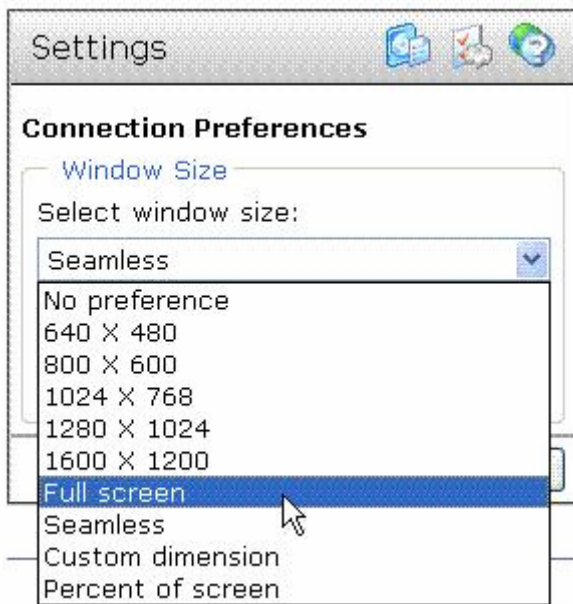 Settings
Connection Preferences
Window Size
Select window size:
Seamless
No preference
640 X 480
800 X 600
1024 X 768
1280 X 1024
1600 X 1200
Full screen
Seamless
Custom dimension
Percent of screen